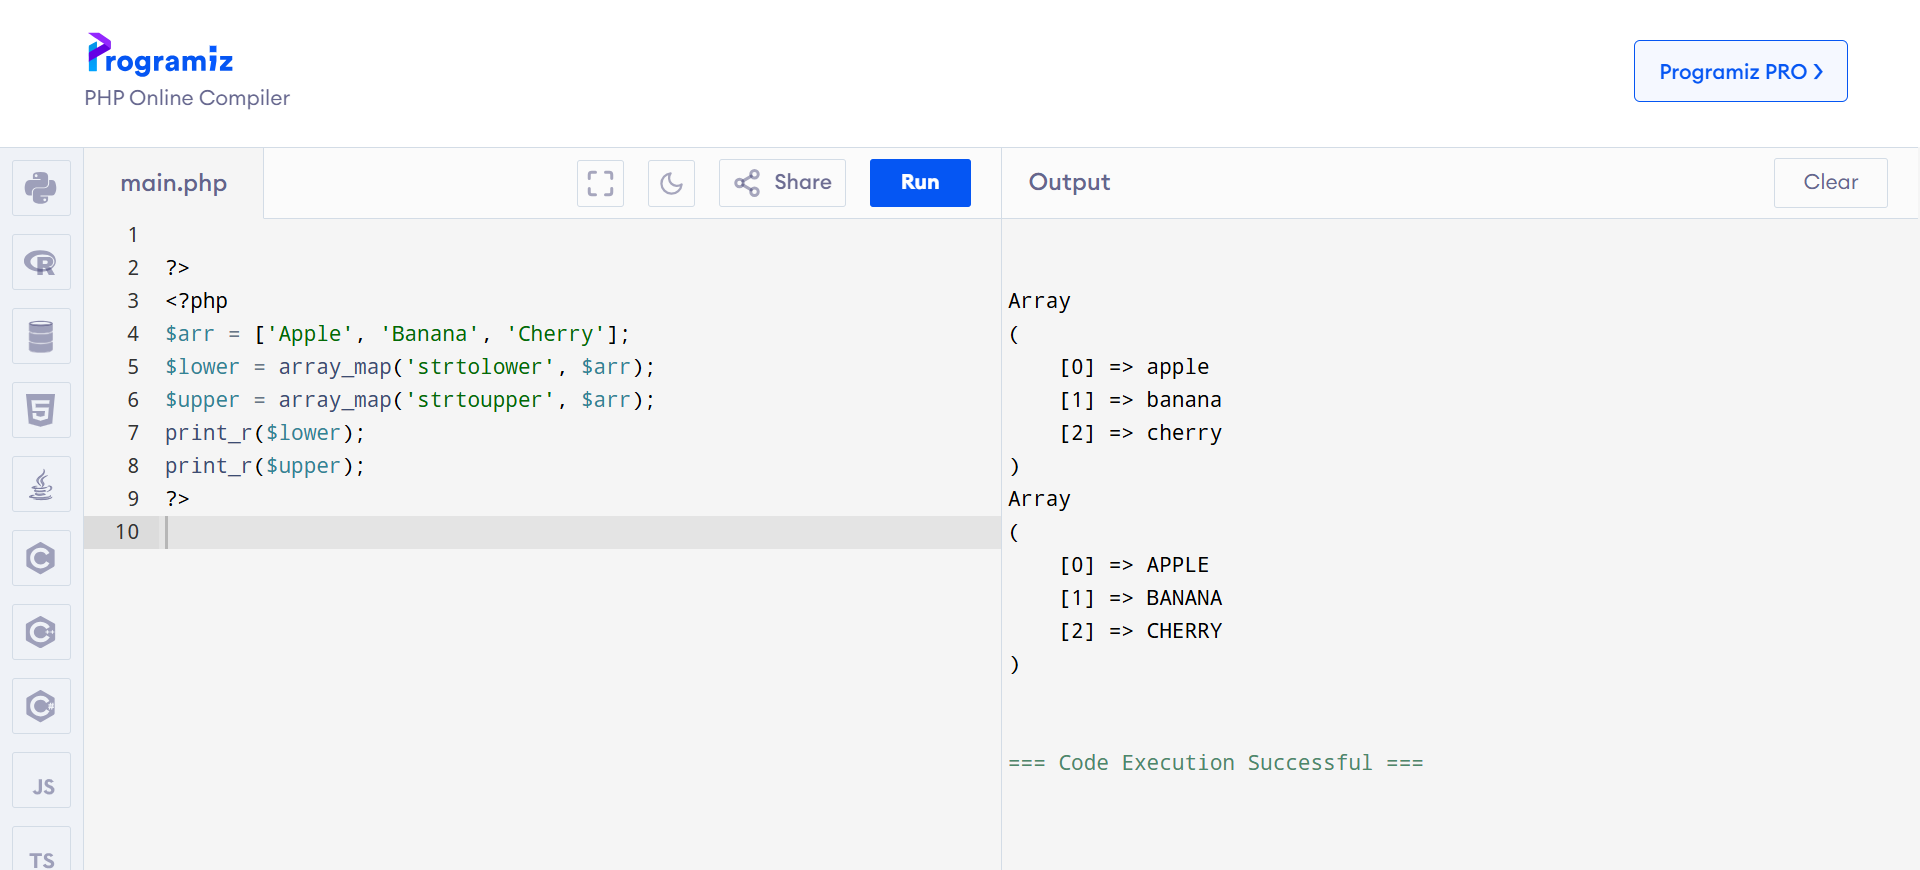 Programiz
PHP Online Compiler
Programiz PRO ❯
main.php
Share
Run
Output
Clear
1
2 ?>
3 <?php
4 $arr = ['Apple', 'Banana', 'Cherry'];
5 $lower = array_map('strtolower', $arr);
6 $upper = array_map('strtoupper', $arr);
7 print_r($lower);
8 print_r($upper);
9 ?>
10
Array
(
    [0] => apple
    [1] => banana
    [2] => cherry
)
Array
(
    [0] => APPLE
    [1] => BANANA
    [2] => CHERRY
)
=== Code Execution Successful ===
R
5
C
C++
C#
JS
TS